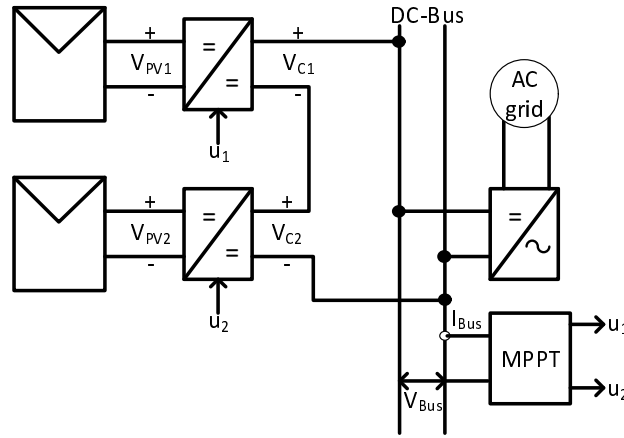 DC-Bus
+
V_PV1
-
=
=
+
V_C1
-
u_1
AC
grid
+
V_PV2
-
=
=
+
V_C2
-
u_2
=
~
I_Bus
MPPT
u_1
u_2
V_Bus